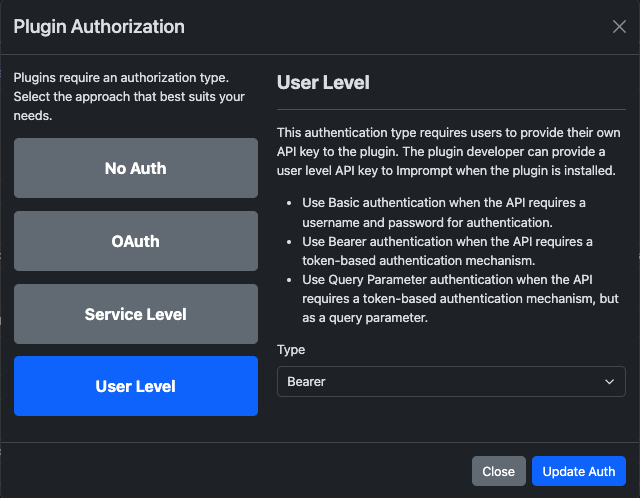 Plugin Authorization
Plugins require an authorization type.
Select the approach that best suits your
needs.
No Auth
OAuth
Service Level
User Level
User Level
This authentication type requires users to provide their own
API key to the plugin. The plugin developer can provide a
user level API key to Imprompt when the plugin is installed.
• Use Basic authentication when the API requires a
username and password for authentication.
• Use Bearer authentication when the API requires a
token-based authentication mechanism.
• Use Query Parameter authentication when the API
requires a token-based authentication mechanism, but
as a query parameter.
Type
Bearer
Close
Update Auth